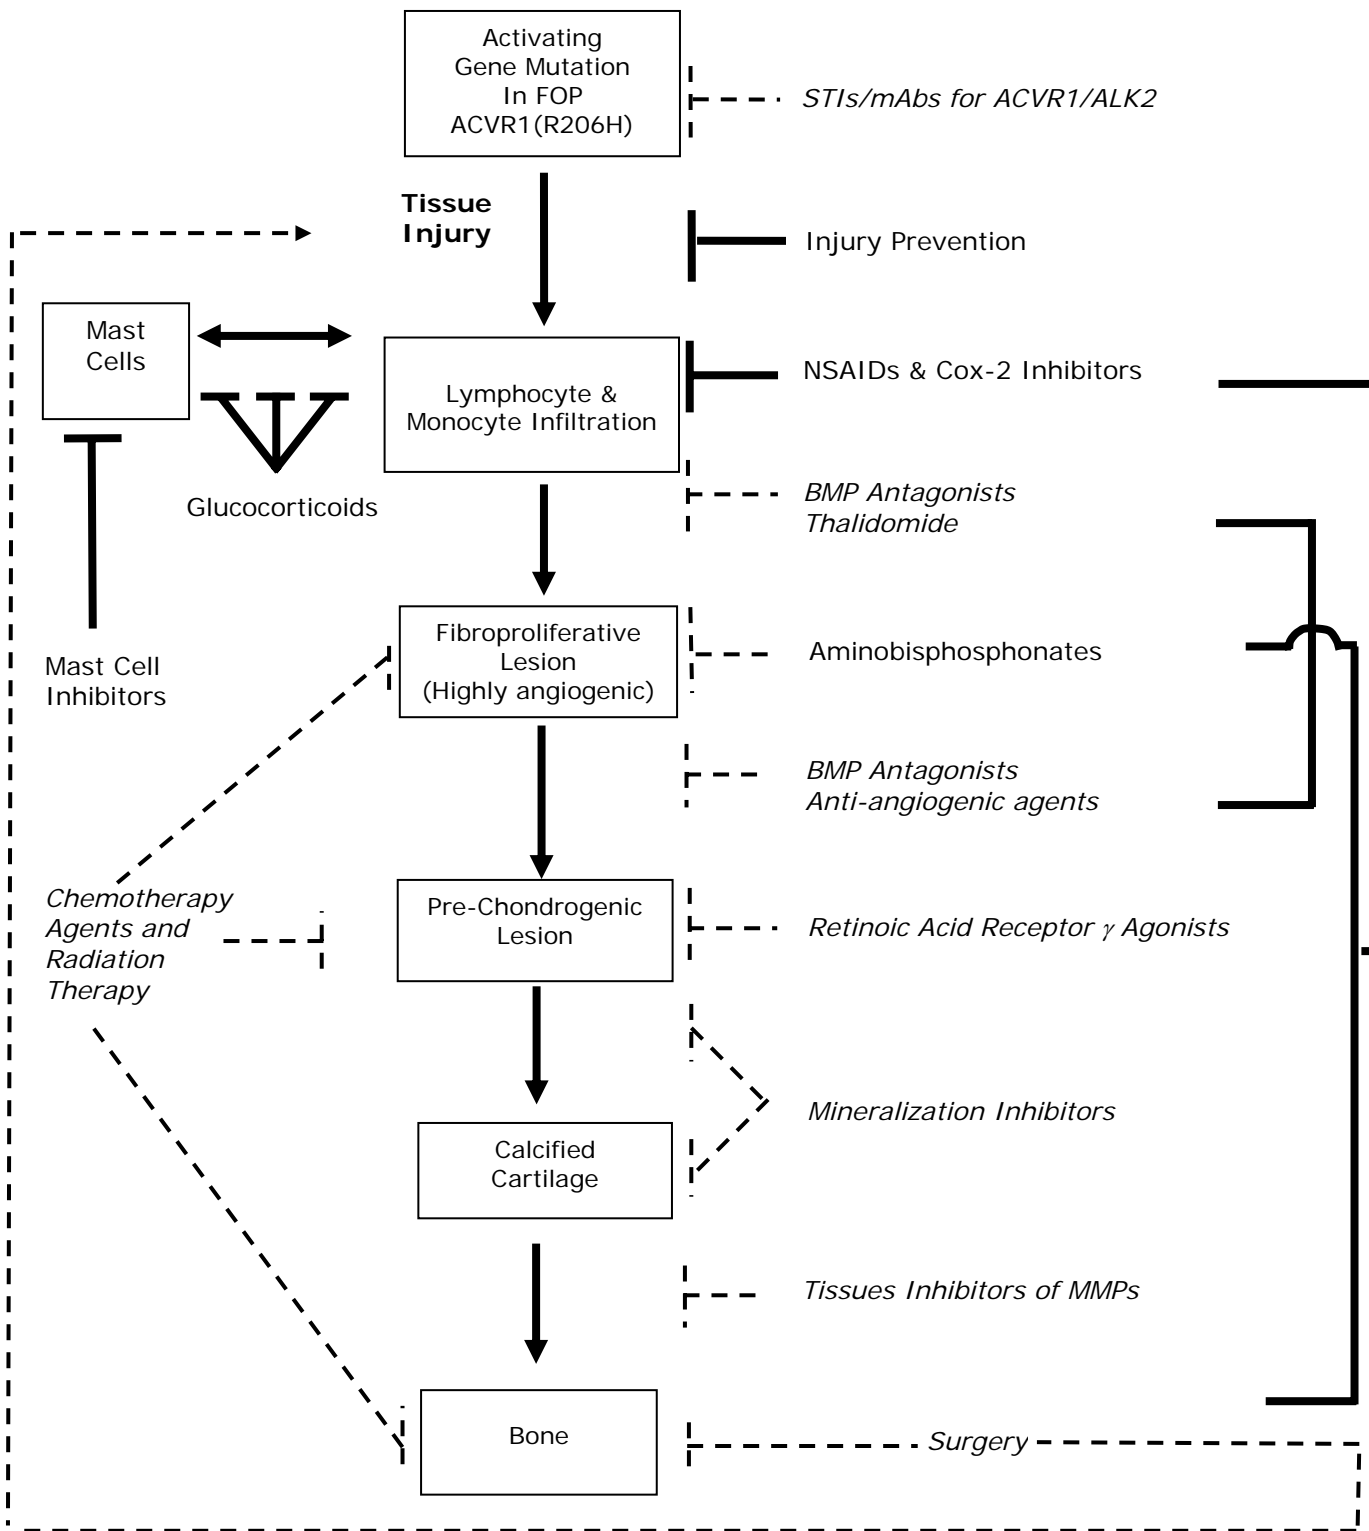 Activating
Gene Mutation
In FOP
ACVR1(R206H)
STIs/mAbs for ACVR1/ALK2
Tissue
Injury
Injury Prevention
Mast
Cells
Lymphocyte &
Monocyte Infiltration
NSAIDs & Cox-2 Inhibitors
Glucocorticoids
BMP Antagonists
Thalidomide
Mast Cell
Inhibitors
Fibroproliferative
Lesion
(Highly angiogenic)
Aminobisphosphonates
BMP Antagonists
Anti-angiogenic agents
Chemotherapy
Agents and
Radiation
Therapy
Pre-Chondrogenic
Lesion
Retinoic Acid Receptor γ Agonists
Mineralization Inhibitors
Calcified
Cartilage
Tissues Inhibitors of MMPs
Bone
Surgery